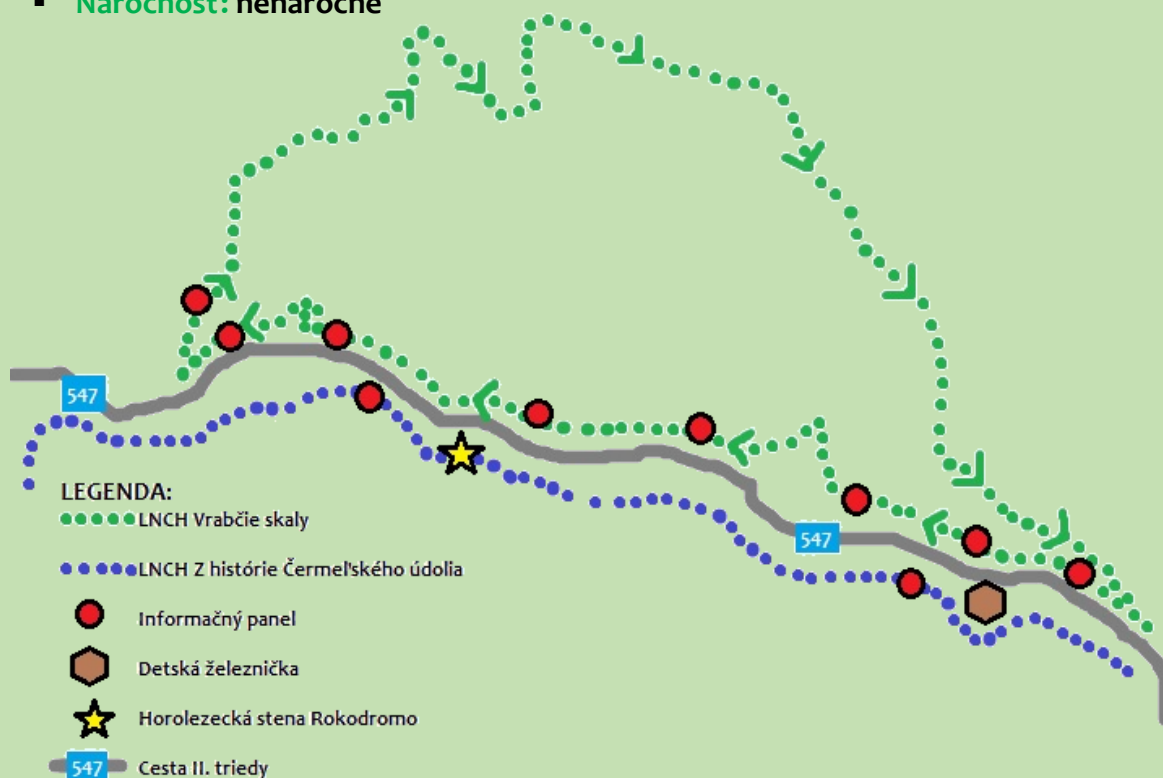 ▪ Náročnosť: nenáročné
547
547
LEGENDA:
LNCH Vrabčie skaly
LNCH Z histórie Čermeľského údolia
Informačný panel
Detská železnička
Horolezecká stena Rokodromo
547 Cesta II. triedy